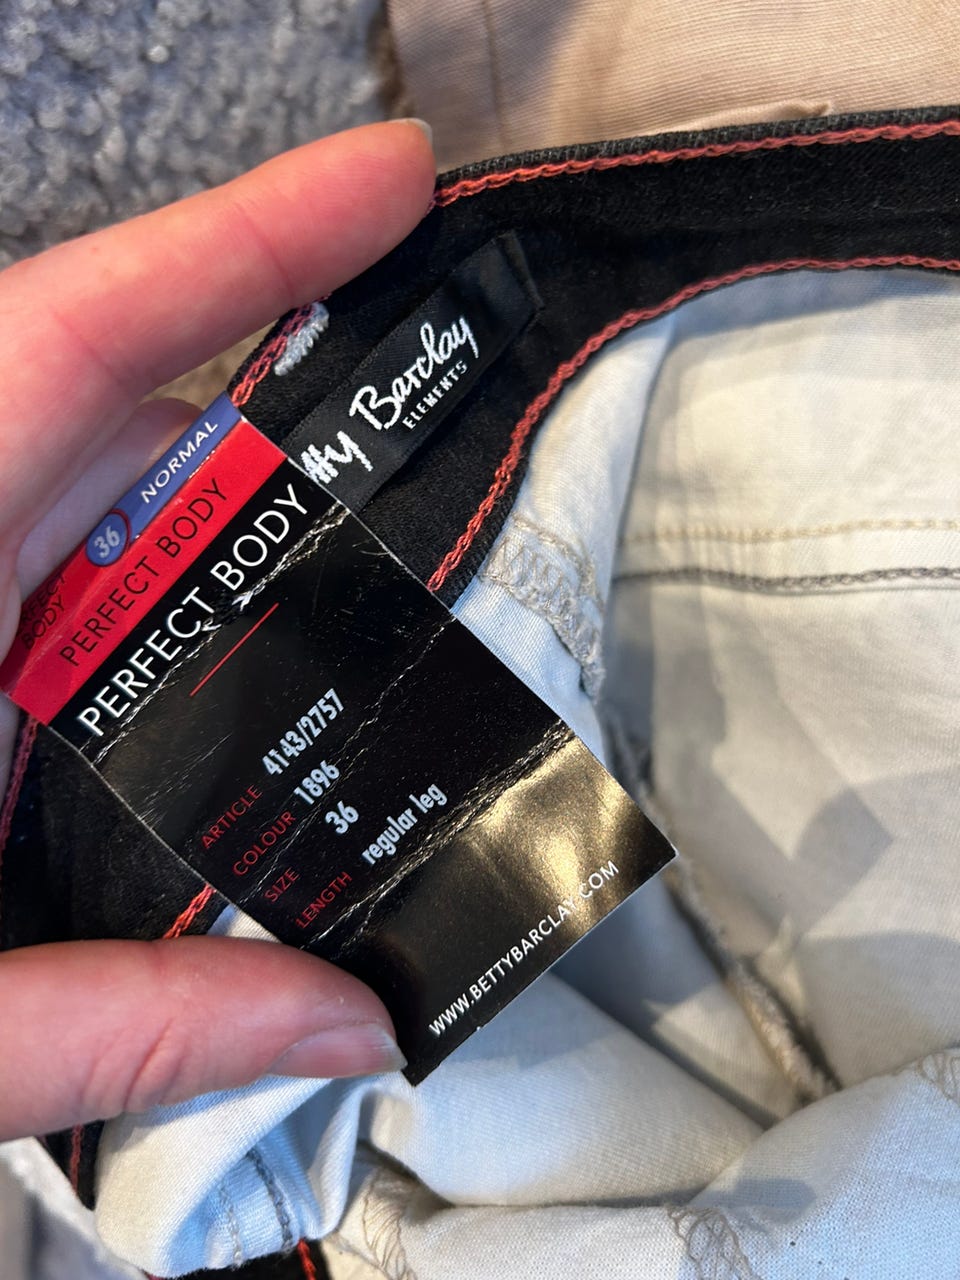 tty Barclay
ELEMENTS
36 NORMAL
BODY
PERFECT BODY
PERFECT BODY
ARTICLE 4143/2757
COLOUR 1896
SIZE 36
LENGTH regular leg
WWW.BETTYBARCLAY.COM